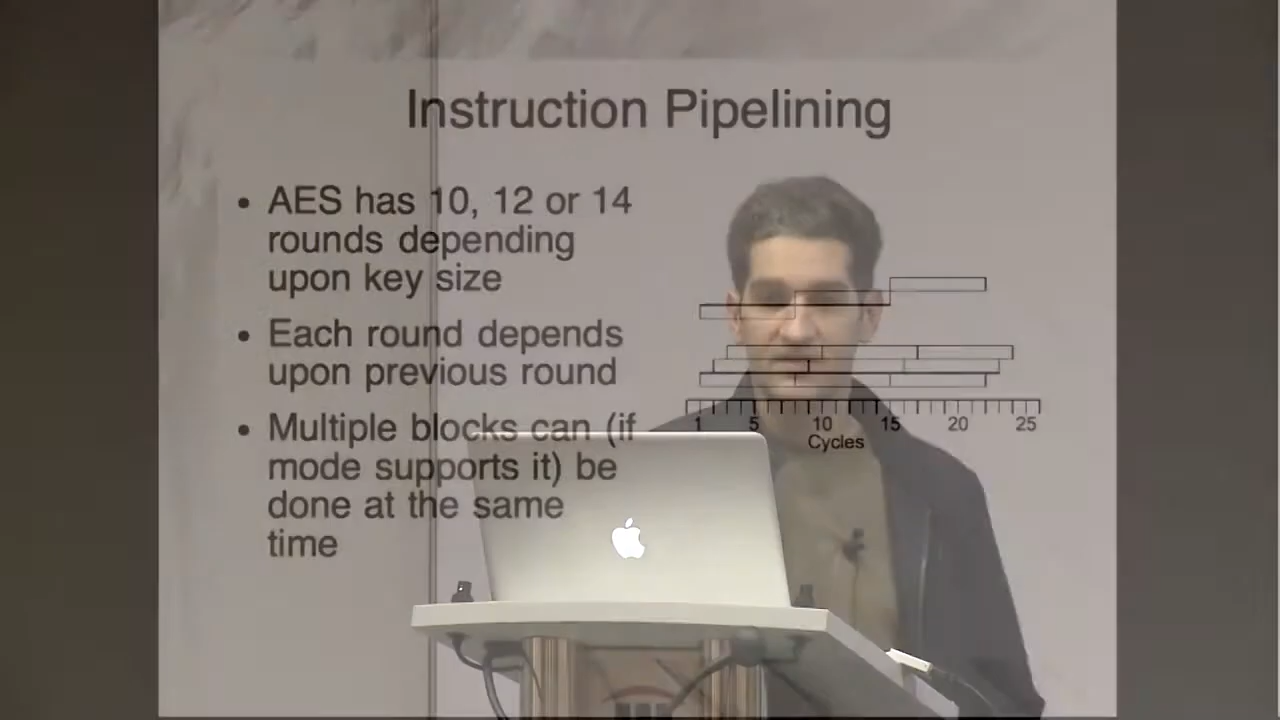 Instruction Pipelining
• AES has 10, 12 or 14
rounds depending
upon key size
• Each round depends
upon previous round
• Multiple blocks can (if
mode supports it) be
done at the same
time
1 5 10 15 20 25
Cycles